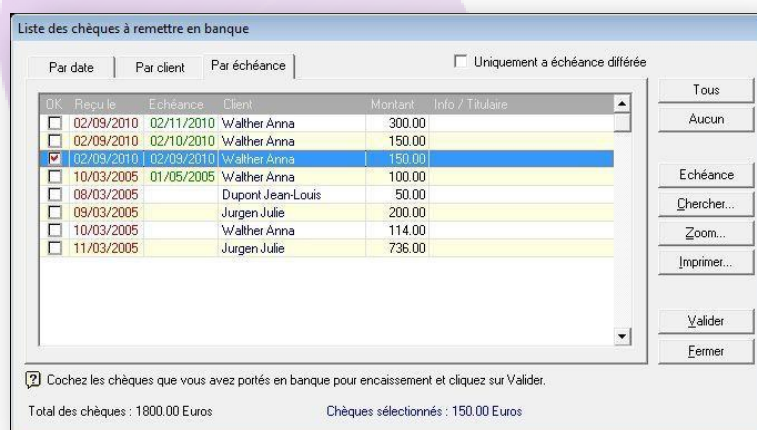 Liste des chèques à remettre en banque
Par date Par client Par échéance Uniquement a échéance différée
Tous
Aucun
Echéance
Chercher...
Zoom...
Imprimer...
Valider
Fermer
OK Reçu le Echéance Client Montant Info / Titulaire
02/09/2010 02/11/2010 Walther Anna 300.00
02/09/2010 02/10/2010 Walther Anna 150.00
02/09/2010 02/09/2010 Walther Anna 150.00
10/03/2005 01/05/2005 Walther Anna 100.00
08/03/2005 Dupont Jean-Louis 50.00
09/03/2005 Jurgen Julie 200.00
10/03/2005 Walther Anna 114.00
11/03/2005 Jurgen Julie 736.00
Cochez les chèques que vous avez portés en banque pour encaissement et cliquez sur Valider.
Total des chèques : 1800.00 Euros Chèques sélectionnés : 150.00 Euros